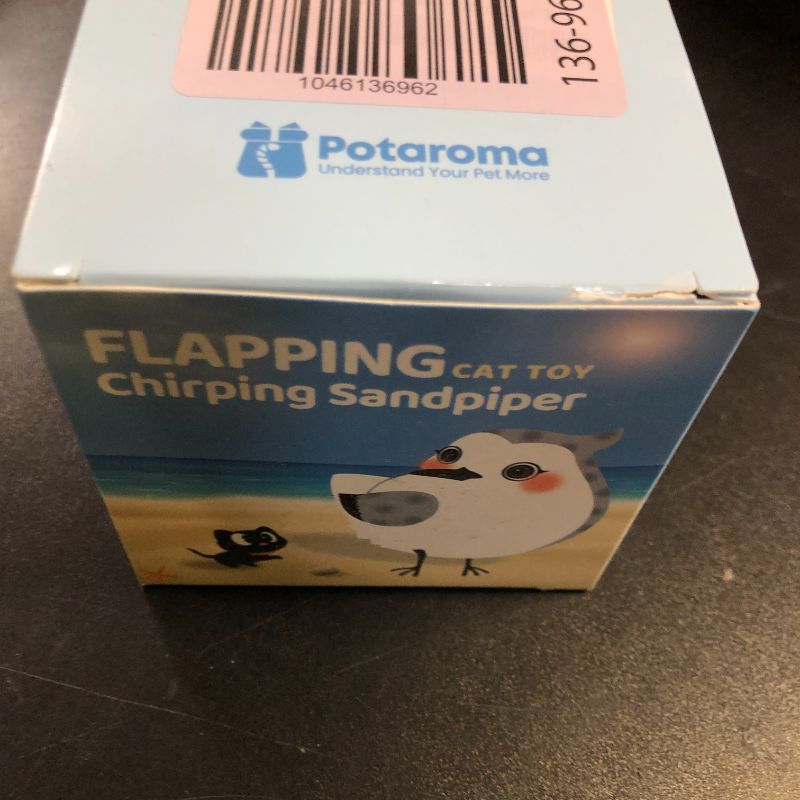 1046136962
136-96
Potaroma
Understand Your Pet More
FLAPPING CAT TOY
Chirping Sandpiper